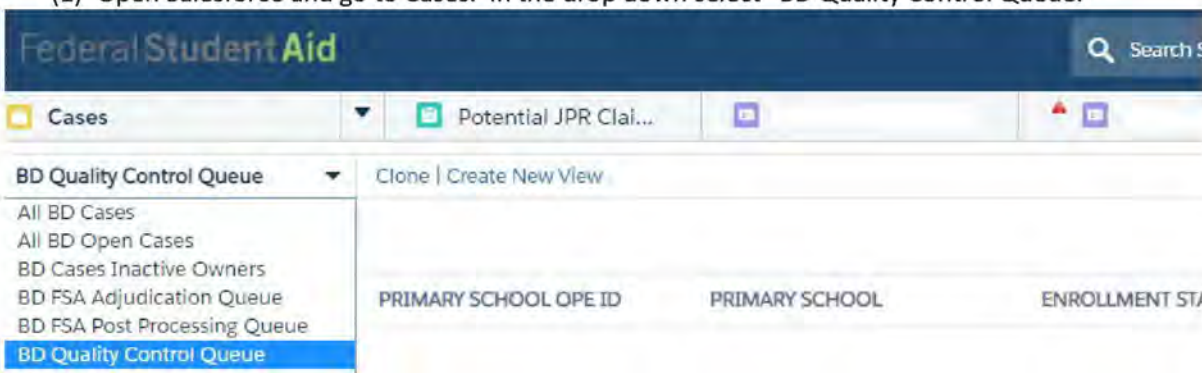 Open Salesforce and go to Cases. In the drop down select "BD Quality Control Queue."
Federal Student Aid
Search S
Cases
Potential JPR Clai...
BD Quality Control Queue
Clone | Create New View
All BD Cases
All BD Open Cases
BD Cases Inactive Owners
BD FSA Adjudication Queue
PRIMARY SCHOOL OPE ID
PRIMARY SCHOOL
ENROLLMENT STA
BD FSA Post Processing Queue
BD Quality Control Queue